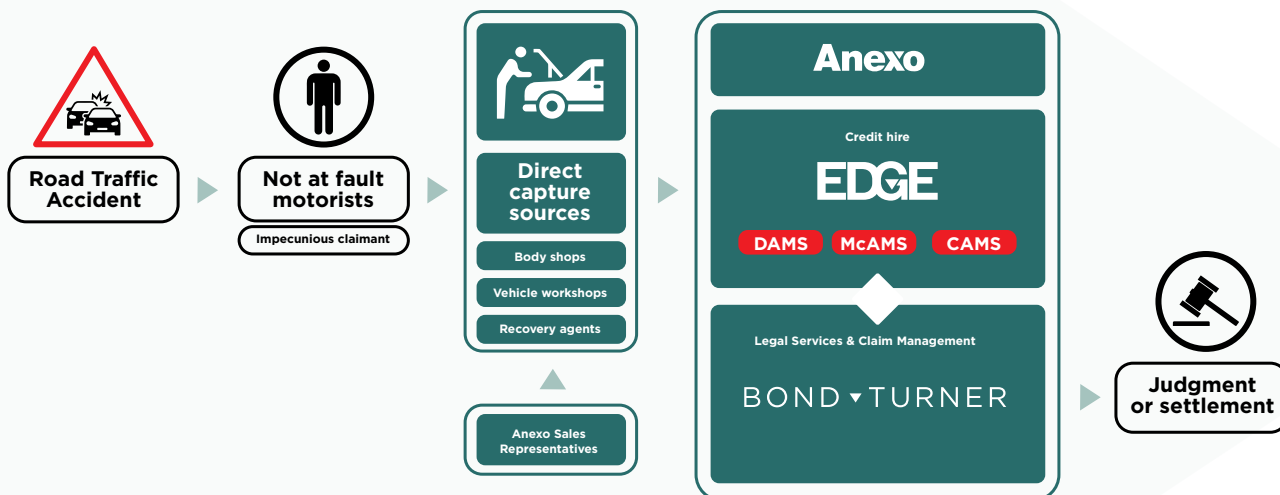 Road Traffic
Accident
Not at fault
motorists
Impecunious claimant
Direct
capture
sources
Body shops
Vehicle workshops
Recovery agents
Anexo Sales
Representatives
Anexo
Credit hire
EDGE
DAMS McAMS CAMS
Legal Services & Claim Management
BOND TURNER
Judgment
or settlement